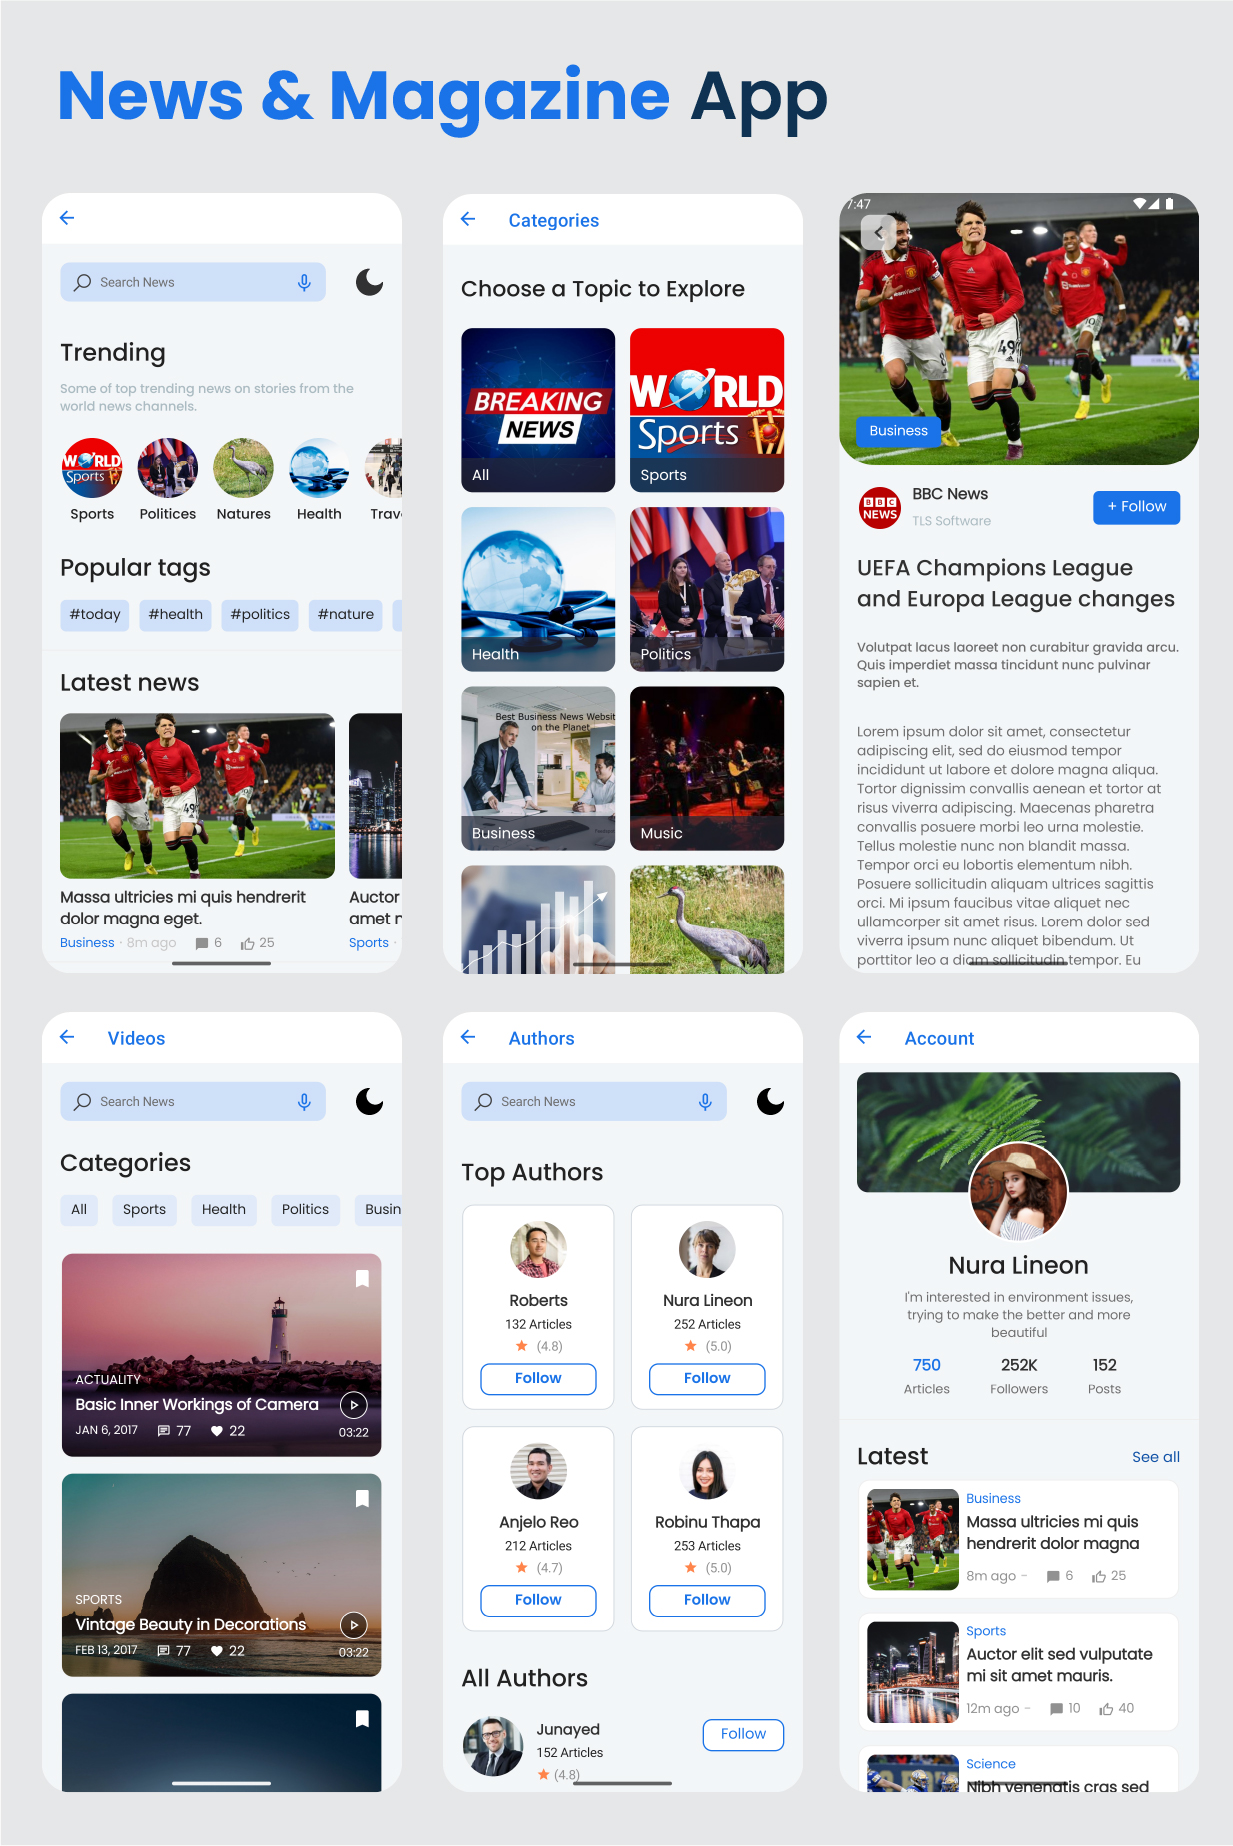 News & Magazine App
Search News
Trending
Some of top trending news on stories from the
world news channels.
WORLD
Sports
Sports
Politices
Natures
Health
Trav
Popular tags
#today
#health
#politics
#nature
Latest news
Massa ultricies mi quis hendrerit
dolor magna eget.
Business · 8m ago 6 25
Auctor
amet
Sports ·
Categories
Choose a Topic to Explore
BREAKING
NEWS
All
WORLD
Sports
Sports
Health
Politics
Best Business News Websit
on the Planet
Business
Music
7:47
Business
BBC
NEWS
BBC News
TLS Software
+ Follow
UEFA Champions League
and Europa League changes
Volutpat lacus laoreet non curabitur gravida arcu.
Quis imperdiet massa tincidunt nunc pulvinar
sapien et.
Lorem ipsum dolor sit amet, consectetur
adipiscing elit, sed do eiusmod tempor
incididunt ut labore et dolore magna aliqua.
Tortor dignissim convallis aenean et tortor at
risus viverra adipiscing. Maecenas pharetra
convallis posuere morbi leo urna molestie.
Tellus molestie nunc non blandit massa.
Tempor orci eu lobortis elementum nibh.
Posuere sollicitudin aliquam ultrices sagittis
orci. Mi ipsum faucibus vitae aliquet nec
ullamcorper sit amet risus. Lorem dolor sed
viverra ipsum nunc aliquet bibendum. Ut
porttitor leo a diam sollicitudin tempor. Eu
Videos
Search News
Categories
All
Sports
Health
Politics
Busin
ACTUALITY
Basic Inner Workings of Camera
JAN 6, 2017 77 22 03:22
SPORTS
Vintage Beauty in Decorations
FEB 13, 2017 77 22 03:22
Authors
Search News
Top Authors
Roberts
132 Articles
(4.8)
Follow
Nura Lineon
252 Articles
(5.0)
Follow
Anjelo Reo
212 Articles
(4.7)
Follow
Robinu Thapa
253 Articles
(5.0)
Follow
All Authors
Junayed
152 Articles
(4.8)
Follow
Account
Nura Lineon
I'm interested in environment issues,
trying to make the better and more
beautiful
750 252K 152
Articles Followers Posts
Latest See all
Business
Massa ultricies mi quis
hendrerit dolor magna
8m ago - 6 25
Sports
Auctor elit sed vulputate
mi sit amet mauris.
12m ago - 10 40
Science
Nibh venenatis cras sed